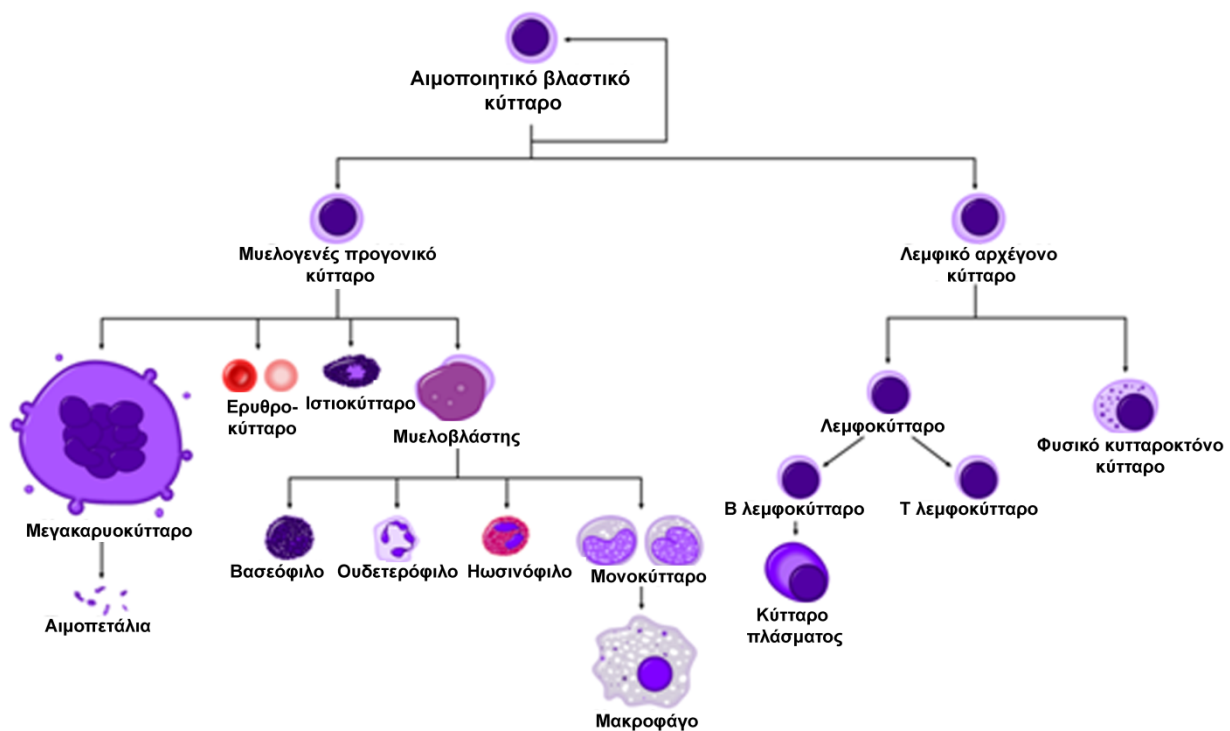 Αιμοποιητικό βλαστικό
κύτταρο
Μυελογενές προγονικό
κύτταρο
Λεμφικό αρχέγονο
κύτταρο
Μεγακαρυοκύτταρο
Αιμοπετάλια
Ερυθρο-
κύτταρο
Ιστιοκύτταρο
Μυελοβλάστης
Βασεόφιλο
Ουδετερόφιλο
Ηωσινόφιλο
Μονοκύτταρο
Μακροφάγο
Λεμφοκύτταρο
Φυσικό κυτταροκτόνο
κύτταρο
Β λεμφοκύτταρο
Τ λεμφοκύτταρο
Κύτταρο
πλάσματος